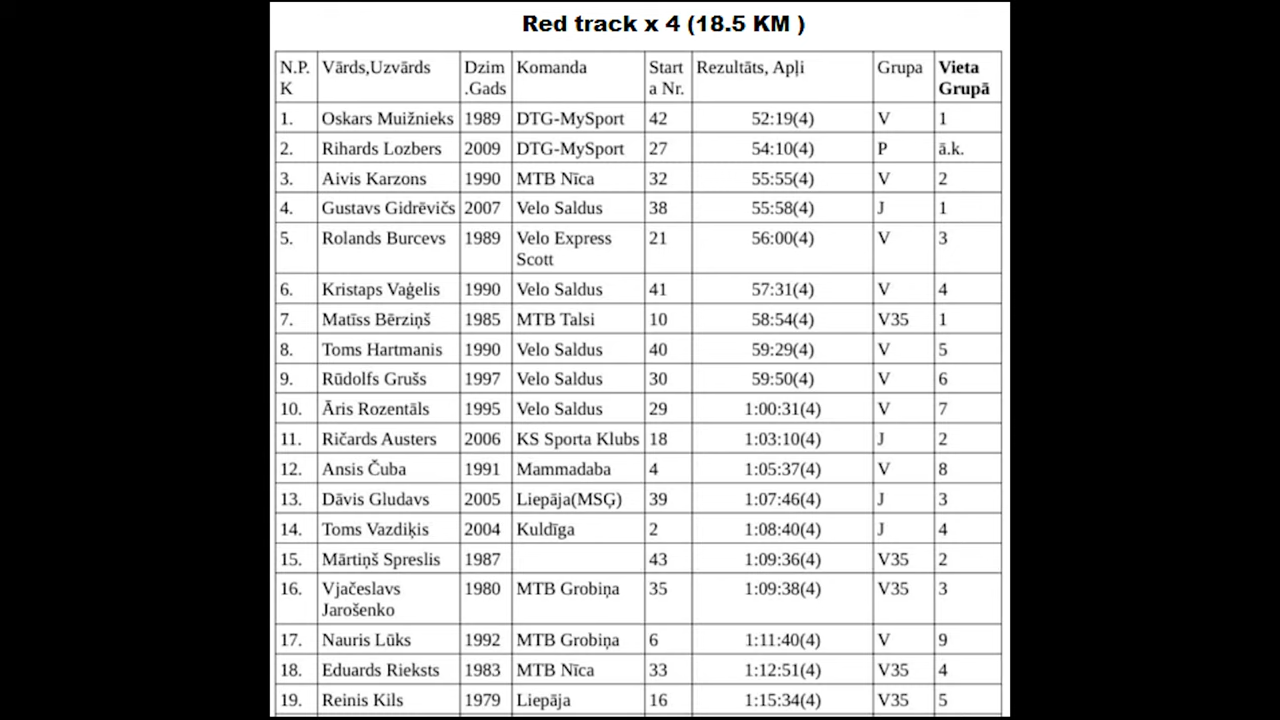 Red track x 4 (18.5 KM )
N.P.K Vārds,Uzvārds Dzim.Gads Komanda Starta Nr. Rezultāts, Apļi Grupa Vieta Grupā
1. Oskars Muižnieks 1989 DTG-MySport 42 52:19(4) V 1
2. Rihards Lozbers 2009 DTG-MySport 27 54:10(4) P ā.k.
3. Aivis Karzons 1990 MTB Nīca 32 55:55(4) V 2
4. Gustavs Gidrēvičs 2007 Velo Saldus 38 55:58(4) J 1
5. Rolands Burcevs 1989 Velo Express Scott 21 56:00(4) V 3
6. Kristaps Vaģelis 1990 Velo Saldus 41 57:31(4) V 4
7. Matīss Bērziņš 1985 MTB Talsi 10 58:54(4) V35 1
8. Toms Hartmanis 1990 Velo Saldus 40 59:29(4) V 5
9. Rūdolfs Grušs 1997 Velo Saldus 30 59:50(4) V 6
10. Āris Rozentāls 1995 Velo Saldus 29 1:00:31(4) V 7
11. Ričards Austers 2006 KS Sporta Klubs 18 1:03:10(4) J 2
12. Ansis Čuba 1991 Mammadaba 4 1:05:37(4) V 8
13. Dāvis Gludavs 2005 Liepāja(MSĢ) 39 1:07:46(4) J 3
14. Toms Vazdiķis 2004 Kuldīga 2 1:08:40(4) J 4
15. Mārtiņš Spreslis 1987 43 1:09:36(4) V35 2
16. Vjačeslavs Jarošenko 1980 MTB Grobiņa 35 1:09:38(4) V35 3
17. Nauris Lūks 1992 MTB Grobiņa 6 1:11:40(4) V 9
18. Eduards Rieksts 1983 MTB Nīca 33 1:12:51(4) V35 4
19. Reinis Kils 1979 Liepāja 16 1:15:34(4) V35 5